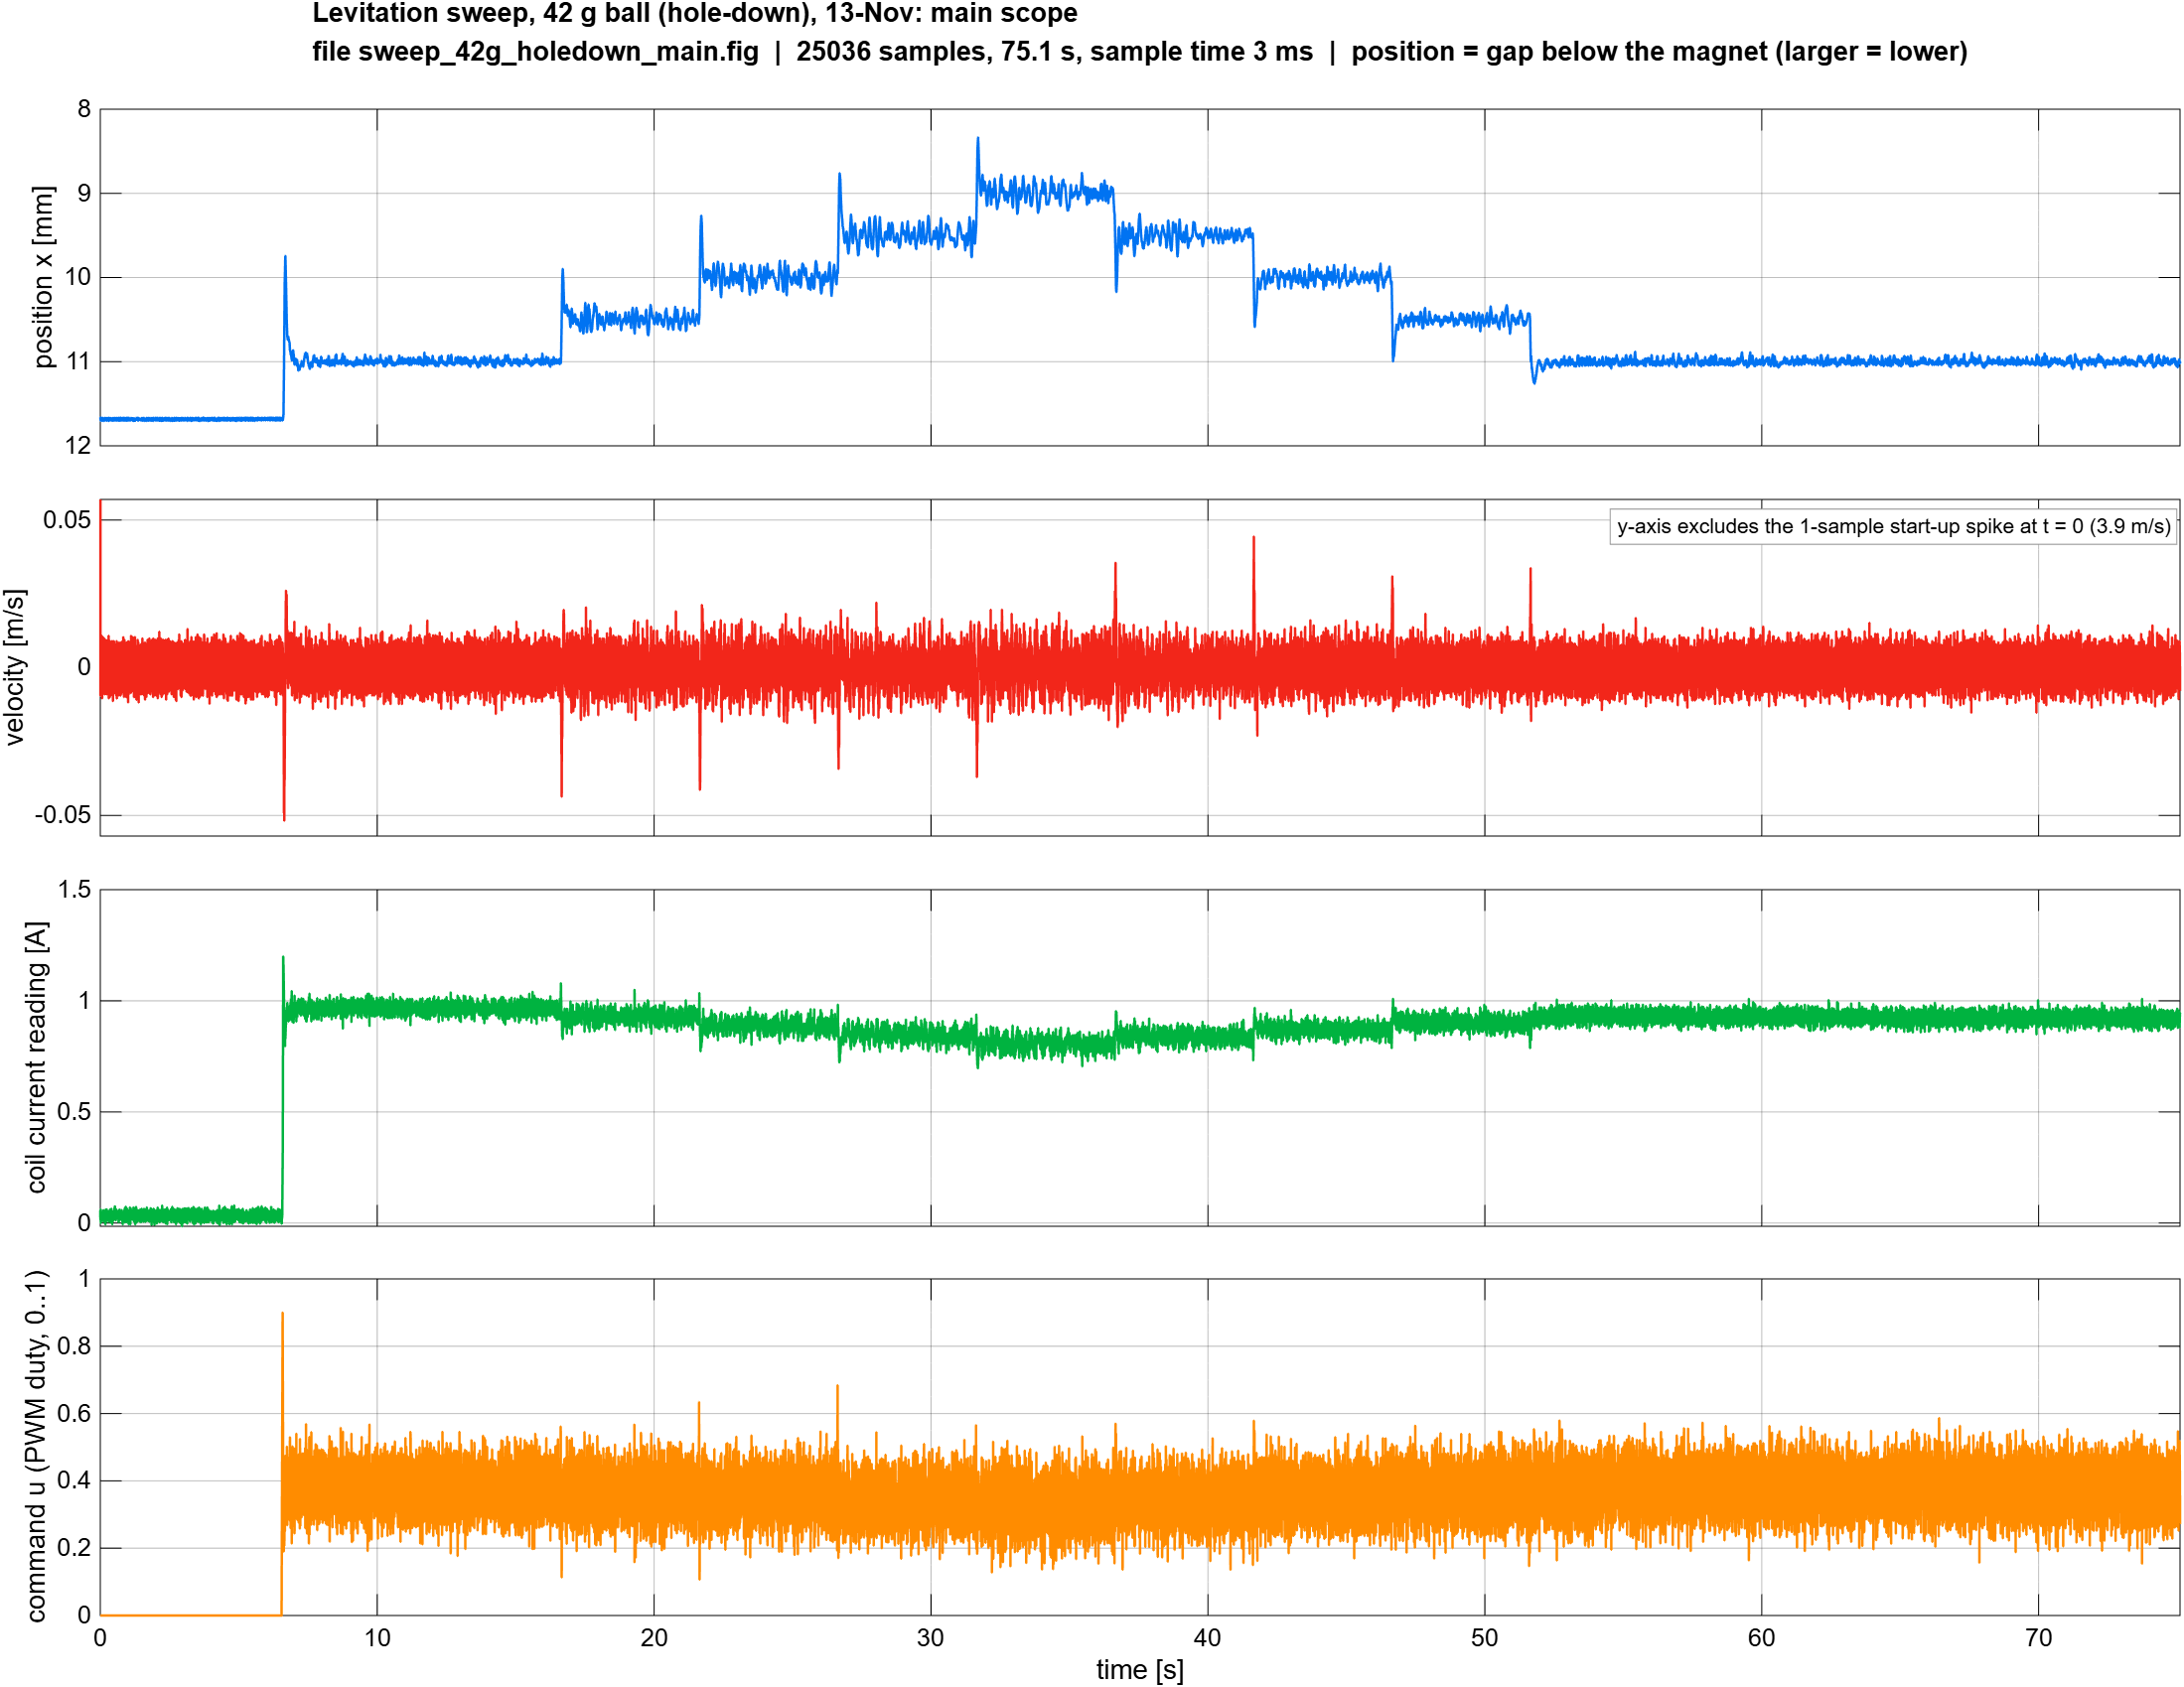 Levitation sweep, 42 g ball (hole-down), 13-Nov: main scope
file sweep_42g_holedown_main.fig | 25036 samples, 75.1 s, sample time 3 ms | position = gap below the magnet (larger = lower)
8
9
10
11
12
position x [mm]
0.05
0
-0.05
velocity [m/s]
y-axis excludes the 1-sample start-up spike at t = 0 (3.9 m/s)
1.5
1
0.5
0
coil current reading [A]
1
0.8
0.6
0.4
0.2
0
command u (PWM duty, 0..1)
0 10 20 30 40 50 60 70
time [s]